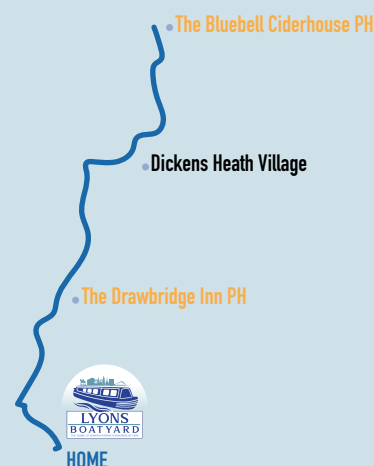 The Bluebell Ciderhouse PH
Dickens Heath Village
The Drawbridge Inn PH
LYONS
BOATYARD
HOME